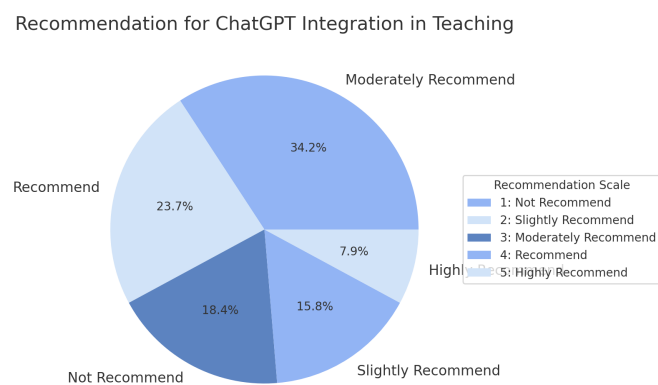 Recommendation for ChatGPT Integration in Teaching
Moderately Recommend
34.2%
Recommend
23.7%
Recommendation Scale
1: Not Recommend
2: Slightly Recommend
3: Moderately Recommend
4: Recommend
5: Highly Recommend
7.9%
Highly Recommend
18.4%
15.8%
Not Recommend
Slightly Recommend